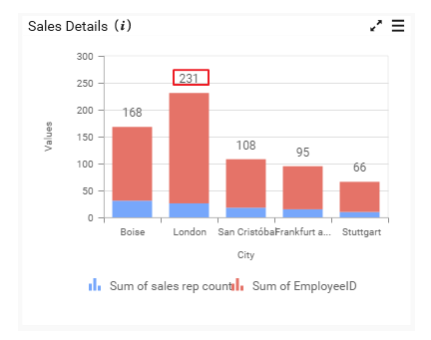 Sales Details (i)
300
250
200
150
100
50
0
Values
168
231
108
95
66
Boise London San Cristóba Frankfurt a... Stuttgart
City
Sum of sales rep count Sum of EmployeeID